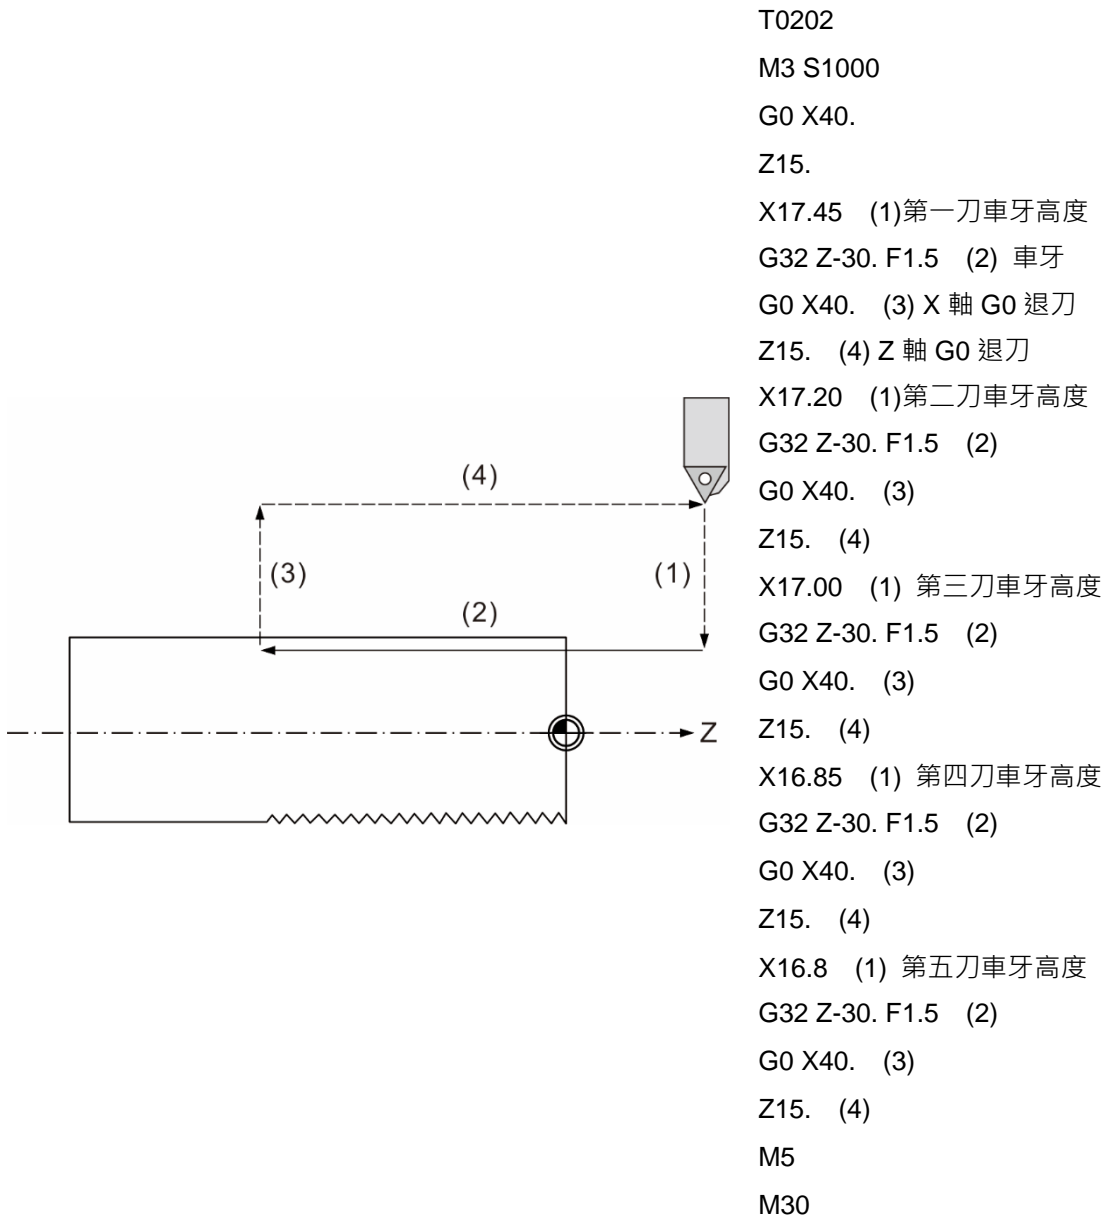 T0202
M3 S1000
G0 X40.
Z15.
X17.45 (1)第一刀車牙高度
G32 Z-30. F1.5 (2) 車牙
G0 X40. (3) X 軸 G0 退刀
Z15. (4) Z 軸 G0 退刀
X17.20 (1)第二刀車牙高度
G32 Z-30. F1.5 (2)
G0 X40. (3)
Z15. (4)
X17.00 (1) 第三刀車牙高度
G32 Z-30. F1.5 (2)
G0 X40. (3)
Z15. (4)
X16.85 (1) 第四刀車牙高度
G32 Z-30. F1.5 (2)
G0 X40. (3)
Z15. (4)
X16.8 (1) 第五刀車牙高度
G32 Z-30. F1.5 (2)
G0 X40. (3)
Z15. (4)
M5
M30
(4)
(3)
(1)
(2)
Z